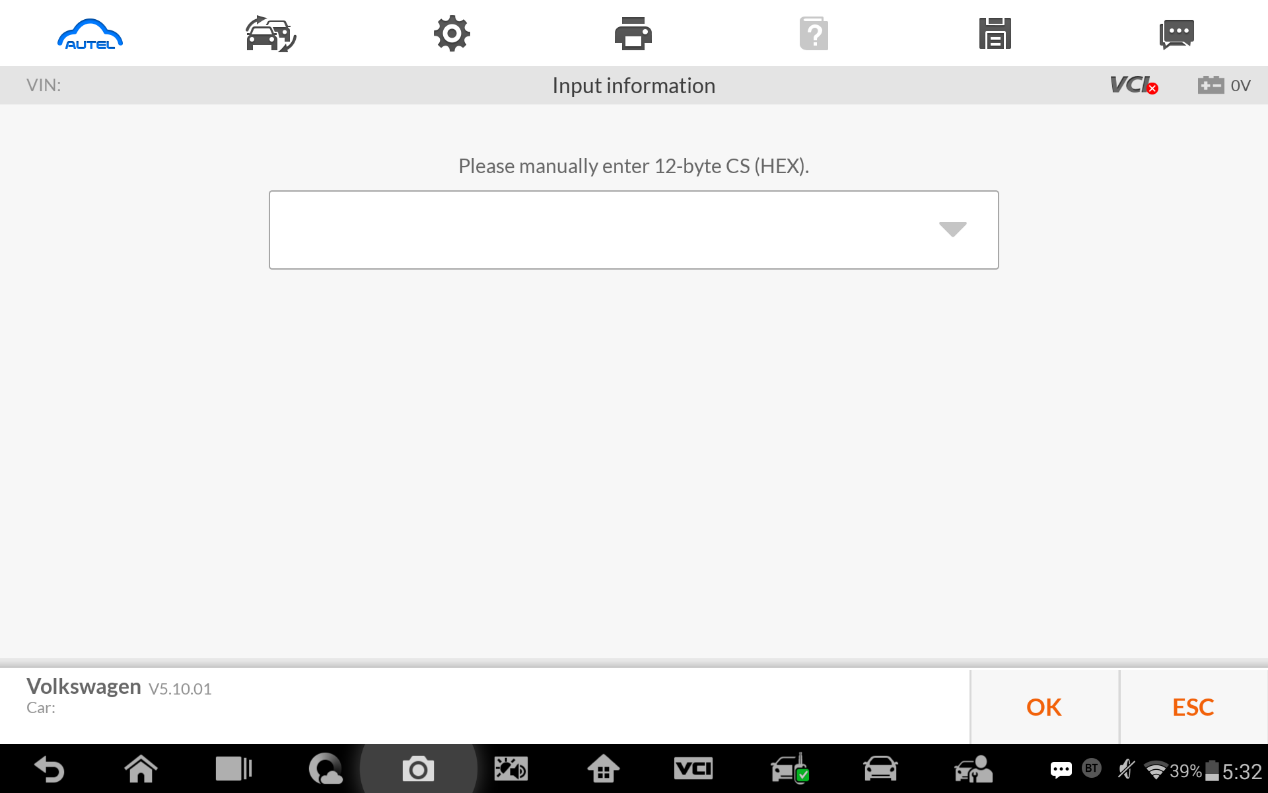 AUTEL
VIN:
Input information
VCI
0V
Please manually enter 12-byte CS (HEX).
Volkswagen V5.10.01
Car:
OK
ESC
VCI
BT
39%
5:32